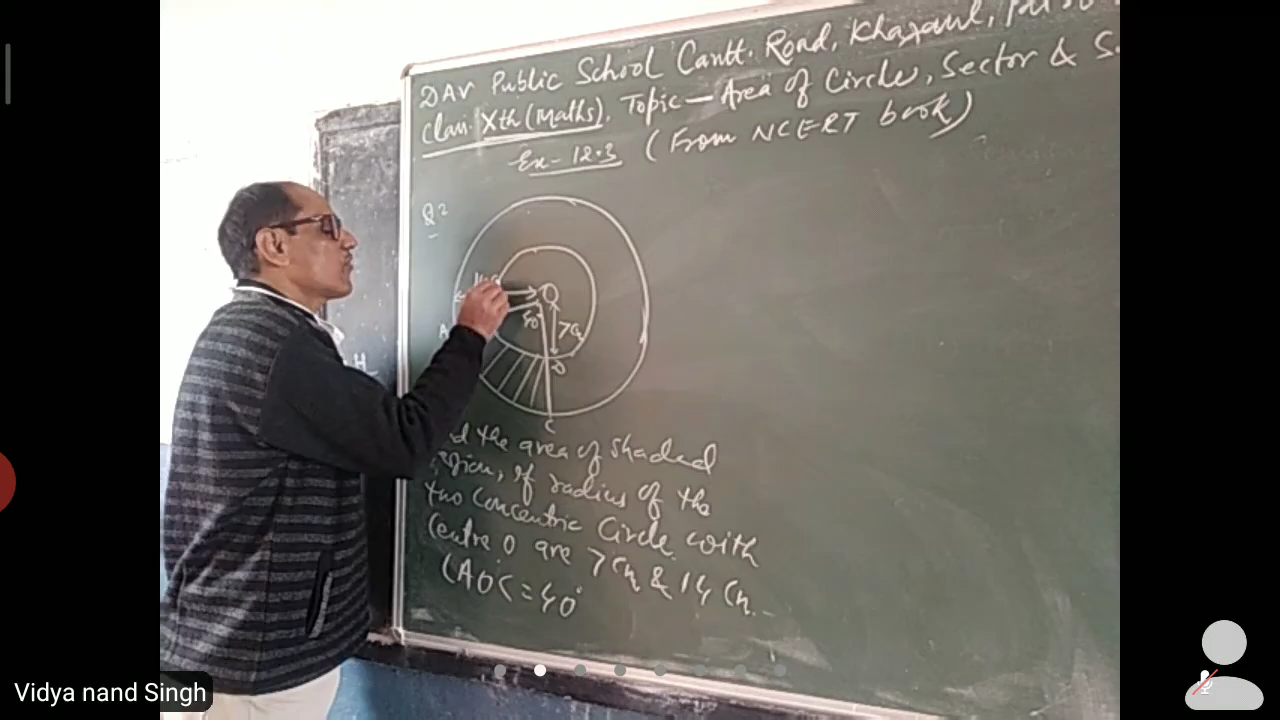 DAV Public School Cantt. Road, Khagaul,
Class Xth (Maths), Topic — Area of Circle, Sector & S
Ex- 12.3 (From NCERT book)
Q2
O
40°
7cm
A
D
C
the area of shaded
region, If radius of the
two concentric Circle with
Centre O are 7cm & 14 cm.
∠AOC = 40°
Vidya nand Singh